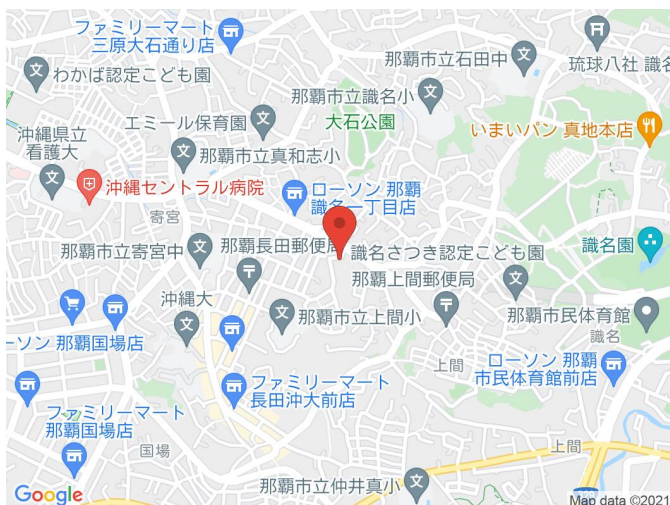 ファミリーマート
三原大石通り店
那覇市立石田中
琉球八社 識名
わかば認定こども園
那覇市立識名小
大石公園
エミール保育園
いまいパン 真地本店
沖縄県立
看護大
那覇市立真和志小
沖縄セントラル病院
ローソン 那覇
識名一丁目店
寄宮
那覇市立寄宮中
那覇長田郵便局
識名さつき認定こども園
識名園
那覇上間郵便局
沖縄大
那覇市立上間小
那覇市民体育館
識名
ローソン 那覇国場店
上間
ローソン 那覇
市民体育館前店
ファミリーマート
長田沖大前店
ファミリーマート
那覇国場店
国場
上間
那覇市立仲井真小
Google
Map data ©2021